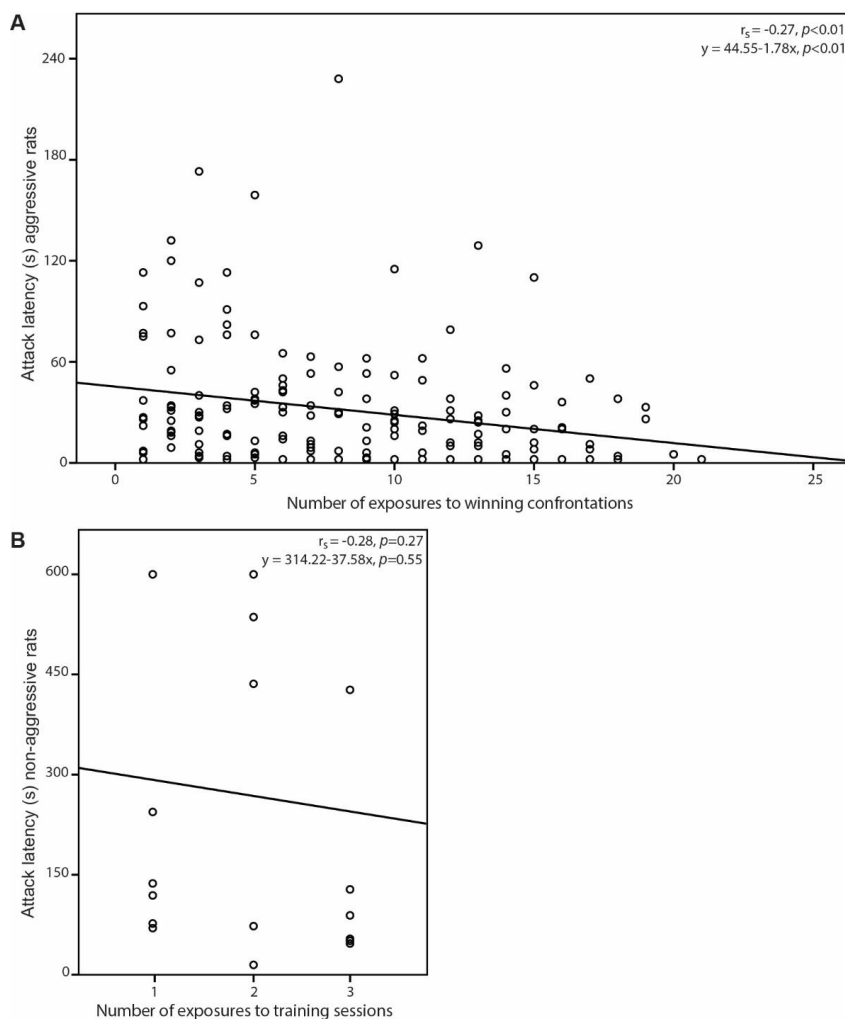 A
r_s = -0.27, p<0.01
y = 44.55-1.78x, p<0.01
240
180
120
60
0
Attack latency (s) aggressive rats
0 5 10 15 20 25
Number of exposures to winning confrontations
B
r_s = -0.28, p=0.27
y = 314.22-37.58x, p=0.55
600
450
300
150
0
Attack latency (s) non-aggressive rats
1 2 3
Number of exposures to training sessions